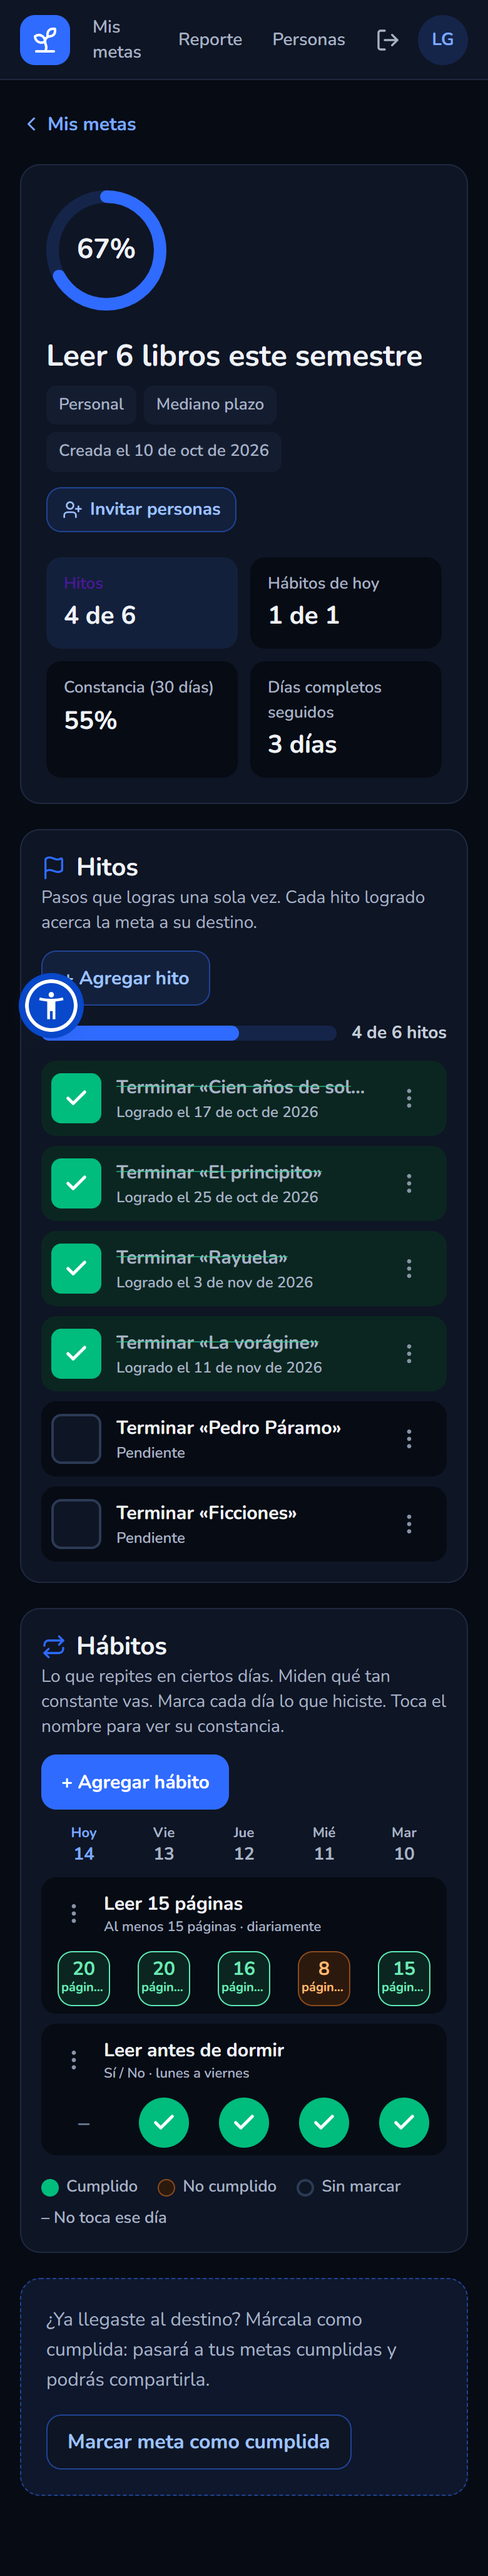 Mis
metas
Reporte
Personas
LG
Mis metas
67%
Leer 6 libros este semestre
Personal
Mediano plazo
Creada el 10 de oct de 2026
Invitar personas
Hitos
4 de 6
Hábitos de hoy
1 de 1
Constancia (30 días)
55%
Días completos
seguidos
3 días
Hitos
Pasos que logras una sola vez. Cada hito logrado
acerca la meta a su destino.
+ Agregar hito
4 de 6 hitos
Terminar «Cien años de sol...
Logrado el 17 de oct de 2026
Terminar «El principito»
Logrado el 25 de oct de 2026
Terminar «Rayuela»
Logrado el 3 de nov de 2026
Terminar «La vorágine»
Logrado el 11 de nov de 2026
Terminar «Pedro Páramo»
Pendiente
Terminar «Ficciones»
Pendiente
Hábitos
Lo que repites en ciertos días. Miden qué tan
constante vas. Marca cada día lo que hiciste. Toca el
nombre para ver su constancia.
+ Agregar hábito
Hoy Vie Jue Mié Mar
14 13 12 11 10
Leer 15 páginas
Al menos 15 páginas · diariamente
20 20 16 8 15
págin... págin... págin... págin... págin...
Leer antes de dormir
Sí / No · lunes a viernes
–
Cumplido No cumplido Sin marcar
– No toca ese día
¿Ya llegaste al destino? Márcala como
cumplida: pasará a tus metas cumplidas y
podrás compartirla.
Marcar meta como cumplida